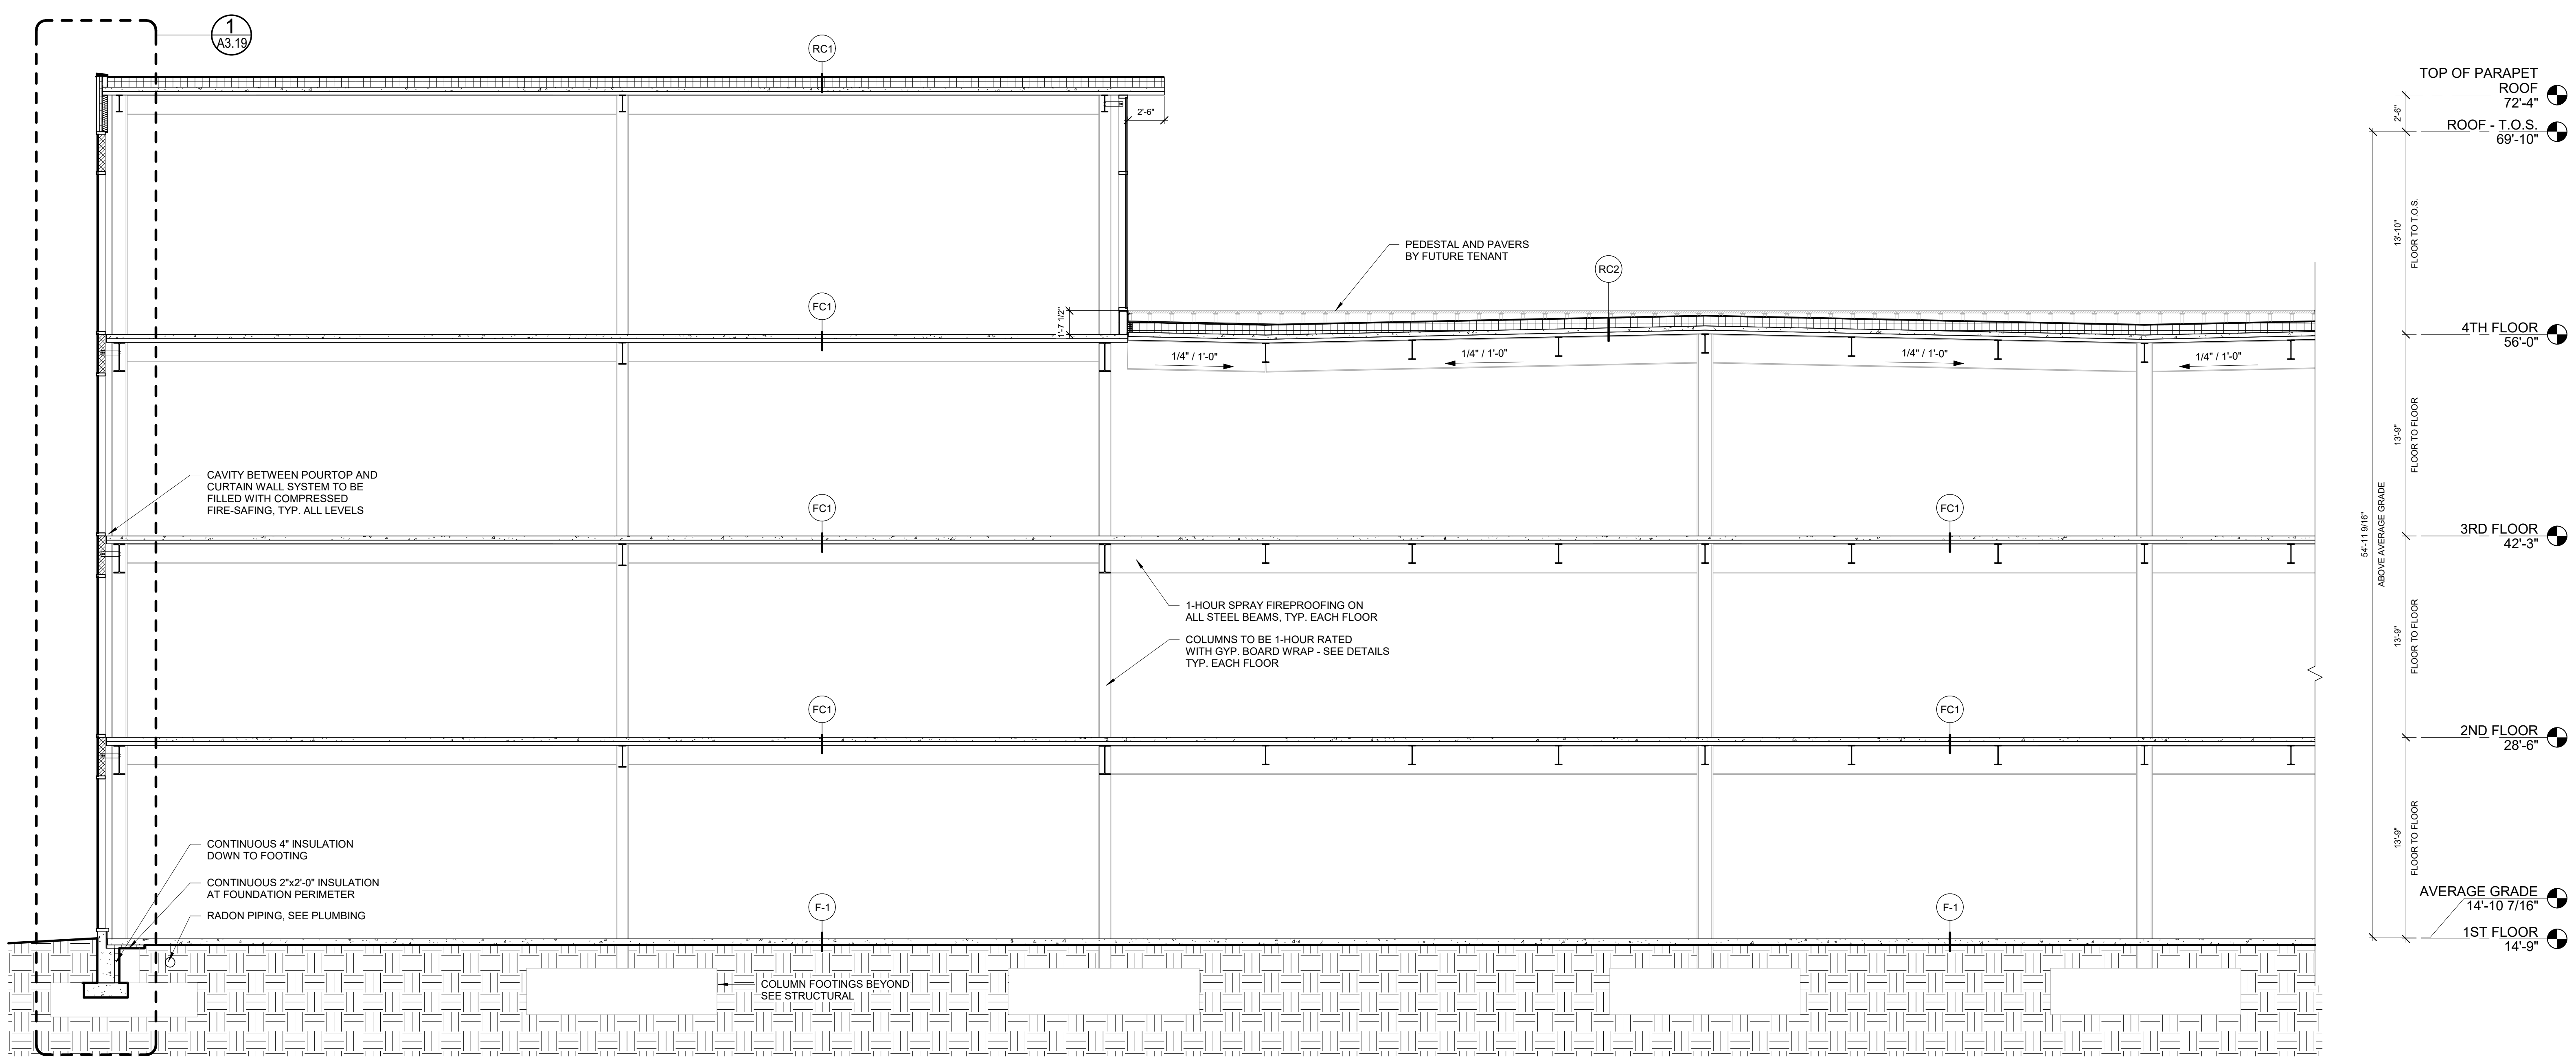 1
A3.19
RC1
2'-6"
TOP OF PARAPET
ROOF
72'-4"
2'-6"
ROOF - T.O.S.
69'-10"
13'-10"
FLOOR TO T.O.S.
PEDESTAL AND PAVERS
BY FUTURE TENANT
RC2
FC1
1'-7 1/2"
4TH FLOOR
56'-0"
1/4" / 1'-0"
1/4" / 1'-0"
1/4" / 1'-0"
1/4" / 1'-0"
13'-9"
FLOOR TO FLOOR
CAVITY BETWEEN POURTOP AND
CURTAIN WALL SYSTEM TO BE
FILLED WITH COMPRESSED
FIRE-SAFING, TYP. ALL LEVELS
FC1
FC1
3RD FLOOR
42'-3"
54'-11 9/16"
ABOVE AVERAGE GRADE
1-HOUR SPRAY FIREPROOFING ON
ALL STEEL BEAMS, TYP. EACH FLOOR
COLUMNS TO BE 1-HOUR RATED
WITH GYP. BOARD WRAP - SEE DETAILS
TYP. EACH FLOOR
13'-9"
FLOOR TO FLOOR
FC1
FC1
2ND FLOOR
28'-6"
13'-9"
FLOOR TO FLOOR
CONTINUOUS 4" INSULATION
DOWN TO FOOTING
CONTINUOUS 2"x2'-0" INSULATION
AT FOUNDATION PERIMETER
RADON PIPING, SEE PLUMBING
F-1
F-1
AVERAGE GRADE
14'-10 7/16"
1ST FLOOR
14'-9"
COLUMN FOOTINGS BEYOND
SEE STRUCTURAL